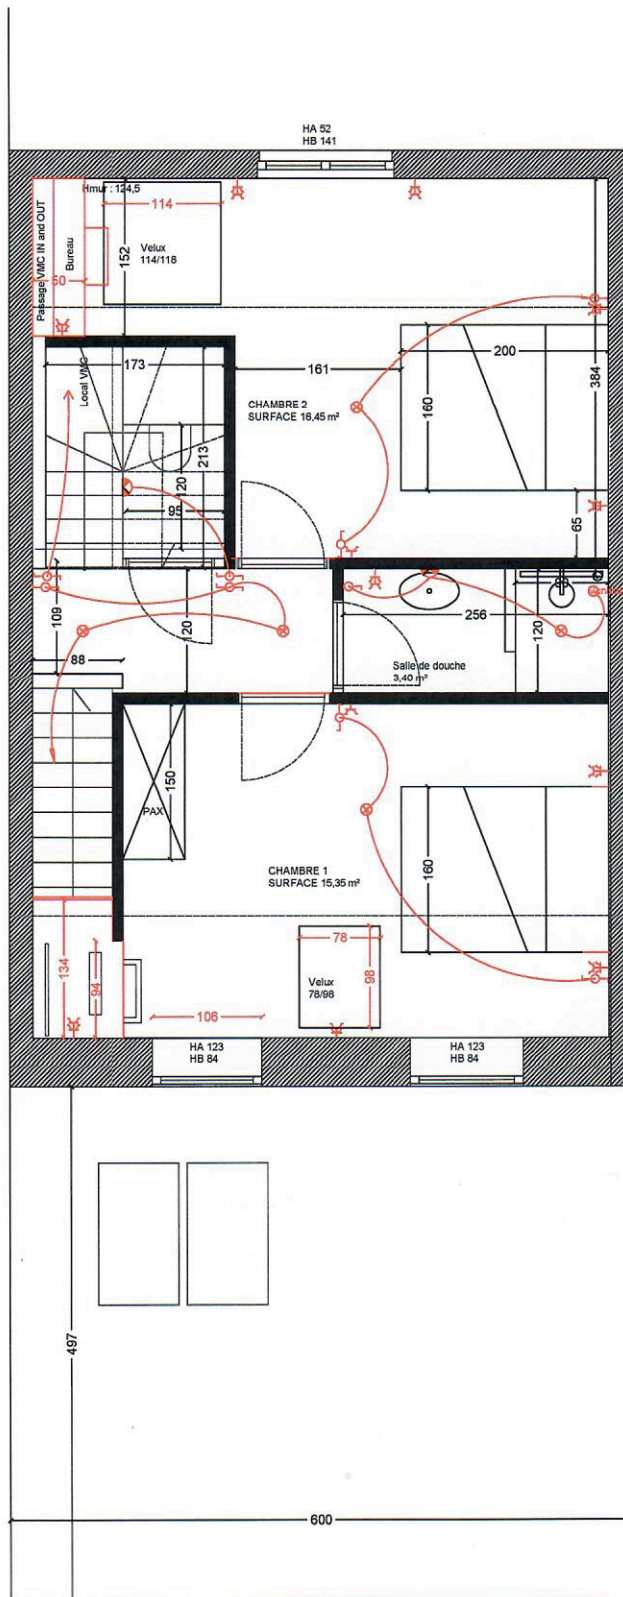 HA 52
HB 141
Hmur : 124,5
114
Velux
114/118
152
Passage VMC IN and OUT
Bureau
50
173
161
200
384
Local VMC
CHAMBRE 2
SURFACE 16,45 m²
160
213
120
95
65
109
120
88
256
120
Salle de douche
3,40 m²
150
PAX
160
CHAMBRE 1
SURFACE 15,35 m²
134
94
78
98
Velux
78/98
106
HA 123
HB 84
HA 123
HB 84
497
600